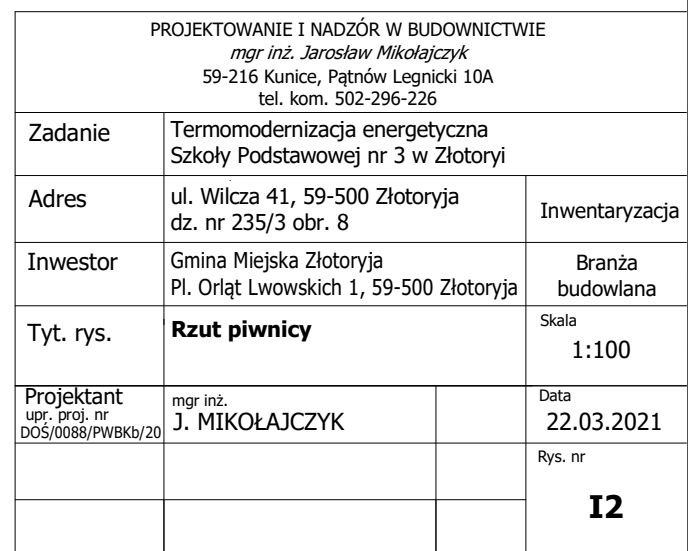 PROJEKTOWANIE I NADZÓR W BUDOWNICTWIE
mgr inż. Jarosław Mikołajczyk
59-216 Kunice, Pątnów Legnicki 10A
tel. kom. 502-296-226
Zadanie
Termomodernizacja energetyczna
Szkoły Podstawowej nr 3 w Złotoryi
Adres
ul. Wilcza 41, 59-500 Złotoryja
dz. nr 235/3 obr. 8
Inwentaryzacja
Inwestor
Gmina Miejska Złotoryja
Pl. Orląt Lwowskich 1, 59-500 Złotoryja
Branża
budowlana
Tyt. rys.
Rzut piwnicy
Skala
1:100
Projektant
upr. proj. nr
DOŚ/0088/PWBKb/20
mgr inż.
J. MIKOŁAJCZYK
Data
22.03.2021
Rys. nr
I2